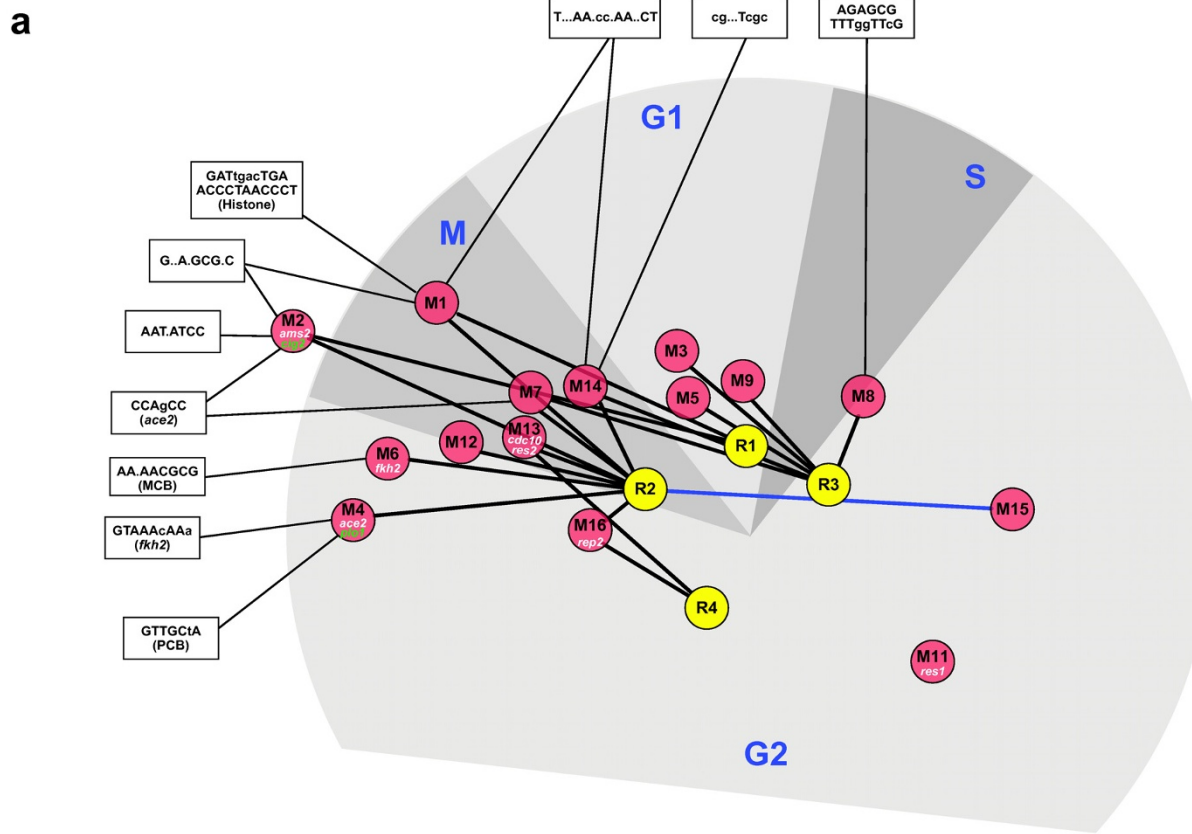 a
T...AA.cc.AA..CT
cg...Tcgc
AGAGCG
TTTggTTcG
G1
S
GATtgacTGA
ACCCTAACCCT
(Histone)
M
G..A.GCG.C
M1
AAT.ATCC
M2
ams2
M3
M9
M7
M14
M5
M8
CCAgCC
(ace2)
M13
cdc10
res2
M12
R1
M6
fkh2
AA.AACGCG
(MCB)
R2
R3
M15
M4
ace2
GTAAAcAAa
(fkh2)
M16
rep2
R4
GTTGCtA
(PCB)
M11
res1
G2